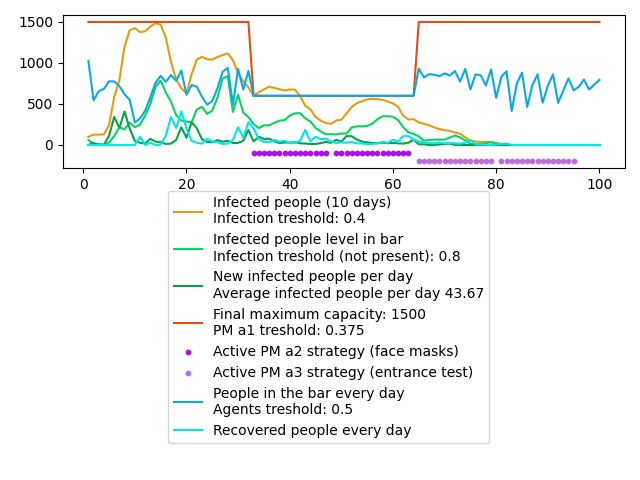 1500
1000
500
0
0 20 40 60 80 100
Infected people (10 days)
Infection treshold: 0.4
Infected people level in bar
Infection treshold (not present): 0.8
New infected people per day
Average infected people per day 43.67
Final maximum capacity: 1500
PM a1 treshold: 0.375
Active PM a2 strategy (face masks)
Active PM a3 strategy (entrance test)
People in the bar every day
Agents treshold: 0.5
Recovered people every day